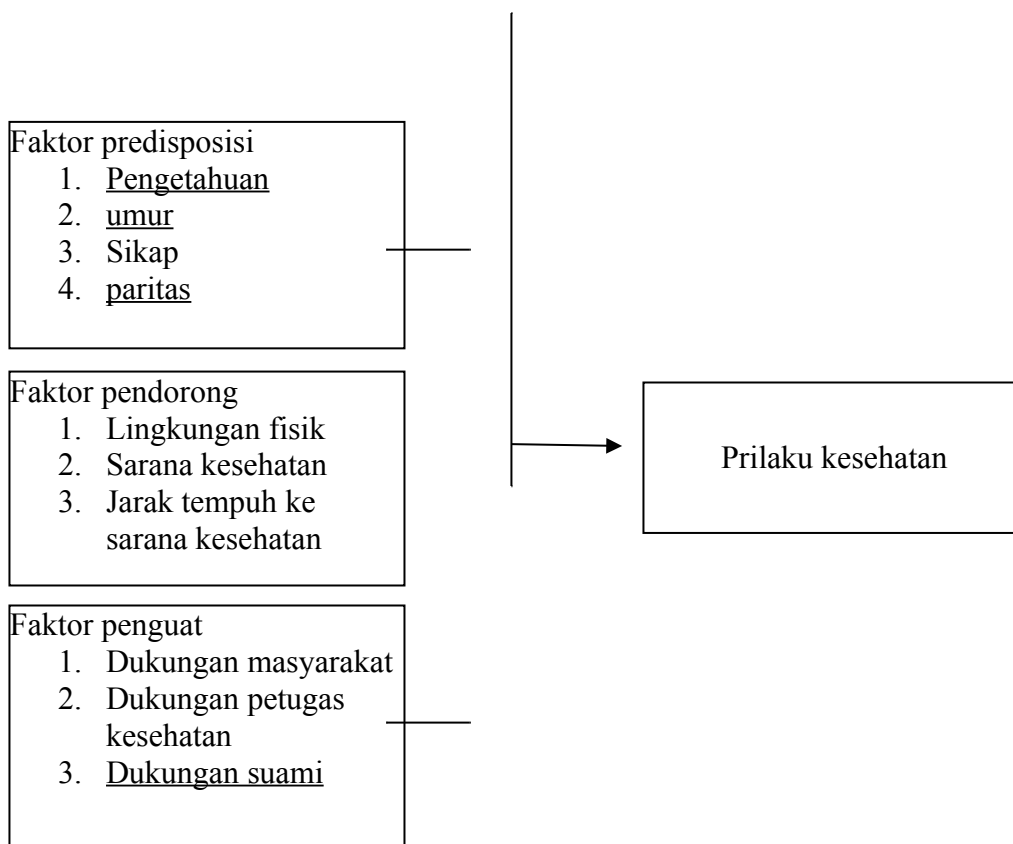 Faktor predisposisi
1. Pengetahuan
2. umur
3. Sikap
4. paritas
Faktor pendorong
1. Lingkungan fisik
2. Sarana kesehatan
3. Jarak tempuh ke
sarana kesehatan
Prilaku kesehatan
Faktor penguat
1. Dukungan masyarakat
2. Dukungan petugas
kesehatan
3. Dukungan suami